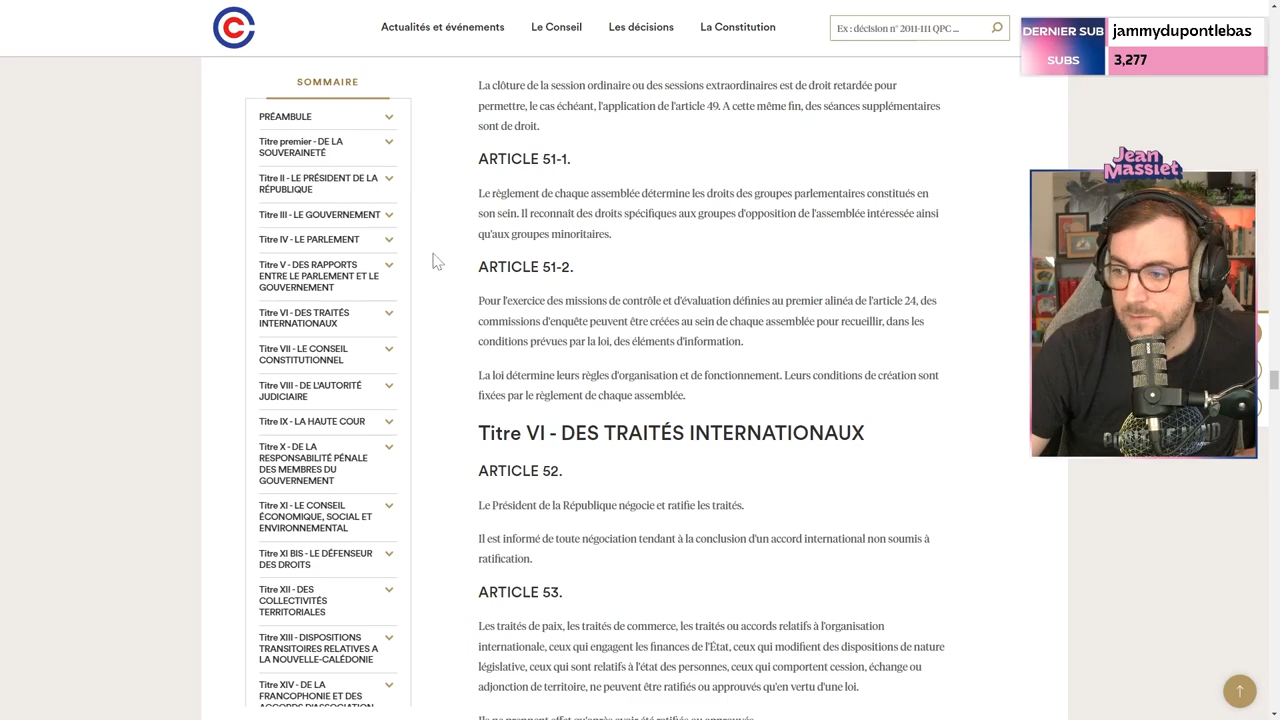 Actualités et événements
Le Conseil
Les décisions
La Constitution
Ex : décision n° 2011-111 QPC ...
DERNIER SUB
jammydupontlebas
SUBS
3,277
Jean
Massiet
SOMMAIRE
PRÉAMBULE
Titre premier - DE LA
SOUVERAINETÉ
Titre II - LE PRÉSIDENT DE LA
RÉPUBLIQUE
Titre III - LE GOUVERNEMENT
Titre IV - LE PARLEMENT
Titre V - DES RAPPORTS
ENTRE LE PARLEMENT ET LE
GOUVERNEMENT
Titre VI - DES TRAITÉS
INTERNATIONAUX
Titre VII - LE CONSEIL
CONSTITUTIONNEL
Titre VIII - DE L'AUTORITÉ
JUDICIAIRE
Titre IX - LA HAUTE COUR
Titre X - DE LA
RESPONSABILITÉ PÉNALE
DES MEMBRES DU
GOUVERNEMENT
Titre XI - LE CONSEIL
ÉCONOMIQUE, SOCIAL ET
ENVIRONNEMENTAL
Titre XI BIS - LE DÉFENSEUR
DES DROITS
Titre XII - DES
COLLECTIVITÉS
TERRITORIALES
Titre XIII - DISPOSITIONS
TRANSITOIRES RELATIVES A
LA NOUVELLE-CALÉDONIE
Titre XIV - DE LA
FRANCOPHONIE ET DES
ACCORDS D'ASSOCIATION
La clôture de la session ordinaire ou des sessions extraordinaires est de droit retardée pour
permettre, le cas échéant, l'application de l'article 49. A cette même fin, des séances supplémentaires
sont de droit.
ARTICLE 51-1.
Le règlement de chaque assemblée détermine les droits des groupes parlementaires constitués en
son sein. Il reconnaît des droits spécifiques aux groupes d'opposition de l'assemblée intéressée ainsi
qu'aux groupes minoritaires.
ARTICLE 51-2.
Pour l'exercice des missions de contrôle et d'évaluation définies au premier alinéa de l'article 24, des
commissions d'enquête peuvent être créées au sein de chaque assemblée pour recueillir, dans les
conditions prévues par la loi, des éléments d'information.
La loi détermine leurs règles d'organisation et de fonctionnement. Leurs conditions de création sont
fixées par le règlement de chaque assemblée.
Titre VI - DES TRAITÉS INTERNATIONAUX
ARTICLE 52.
Le Président de la République négocie et ratifie les traités.
Il est informé de toute négociation tendant à la conclusion d'un accord international non soumis à
ratification.
ARTICLE 53.
Les traités de paix, les traités de commerce, les traités ou accords relatifs à l'organisation
internationale, ceux qui engagent les finances de l'État, ceux qui modifient des dispositions de nature
législative, ceux qui sont relatifs à l'état des personnes, ceux qui comportent cession, échange ou
adjonction de territoire, ne peuvent être ratifiés ou approuvés qu'en vertu d'une loi.
Ils ne prennent effet qu'après avoir été ratifiés ou approuvés.